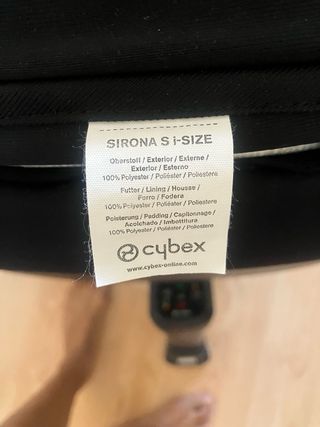 SIRONA S i-SIZE
Oberstoff / Exterior / Externe /
Exterior / Esterno
100% Polyester / Poliéster / Poliestere
Futter / Lining / Housse /
Forro / Fodera
100% Polyester / Poliéster / Poliestere
Polsterung / Padding / Capitonnage /
Acolchado / Imbottitura
100% Polyester / Poliéster / Poliestere
cybex
www.cybex-online.com